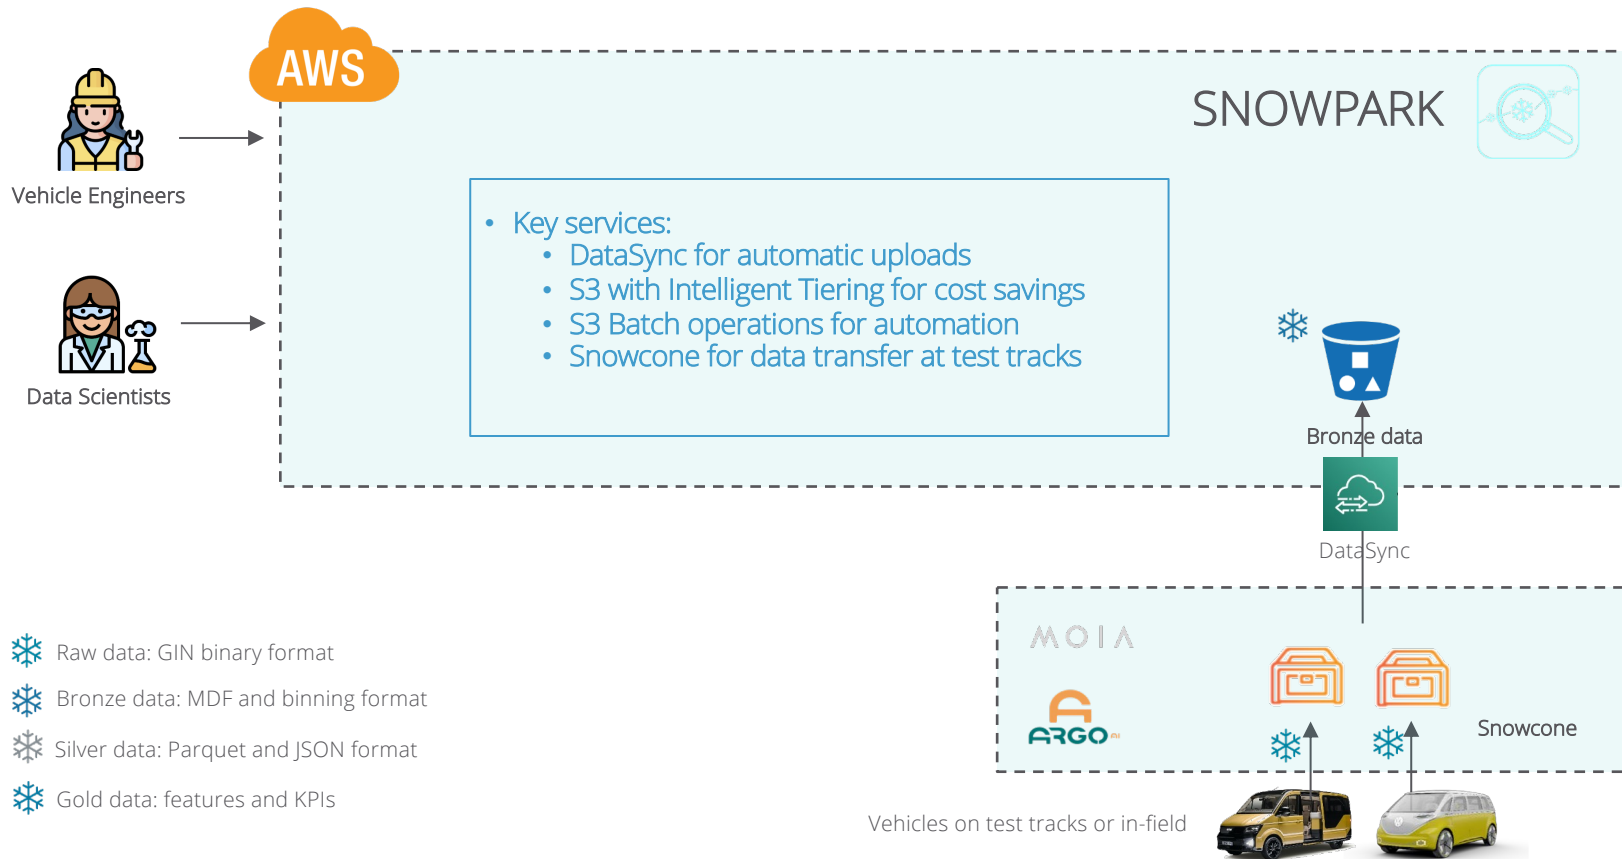 AWS
SNOWPARK
Vehicle Engineers
• Key services:
• DataSync for automatic uploads
• S3 with Intelligent Tiering for cost savings
• S3 Batch operations for automation
• Snowcone for data transfer at test tracks
Data Scientists
Bronze data
DataSync
MOIA
ARGO AI
Snowcone
Raw data: GIN binary format
Bronze data: MDF and binning format
Silver data: Parquet and JSON format
Gold data: features and KPIs
Vehicles on test tracks or in-field